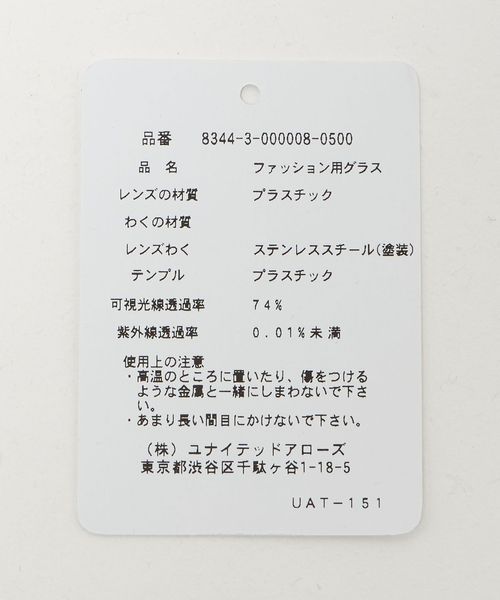 品番 8344-3-000008-0500
品 名 ファッション用グラス
レンズの材質 プラスチック
わくの材質
レンズわく ステンレススチール(塗装)
テンプル プラスチック
可視光線透過率 74%
紫外線透過率 0.01%未満
使用上の注意
・高温のところに置いたり、傷をつける
ような金属と一緒にしまわないで下さ
い。
・あまり長い間目にかけないで下さい。
(株) ユナイテッドアローズ
東京都渋谷区千駄ヶ谷1-18-5
UAT-151